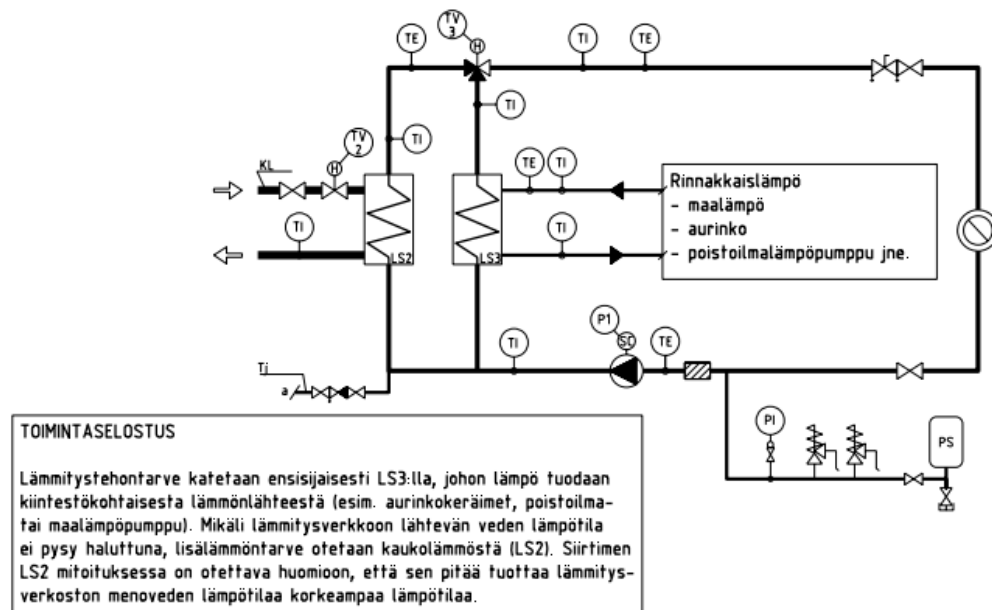 TV
3
TE
H
TI
TE
TI
TV
2
TI
H
KL
TE
TI
TI
TI
LS2
LS3
Rinnakkaislämpö
- maalämpö
- aurinko
- poistoilmalämpöpumppu jne.
P1
SC
TI
TE
Tj
a
PI
PS
TOIMINTASELOSTUS
Lämmitystehontarve katetaan ensisijaisesti LS3:lla, johon lämpö tuodaan
kiintestökohtaisesta lämmönlähteestä (esim. aurinkokeräimet, poistoilma-
tai maalämpöpumppu). Mikäli lämmitysverkkoon lähtevän veden lämpötila
ei pysy haluttuna, lisälämmöntarve otetaan kaukolämmöstä (LS2). Siirtimen
LS2 mitoituksessa on otettava huomioon, että sen pitää tuottaa lämmitys-
verkoston menoveden lämpötilaa korkeampaa lämpötilaa.